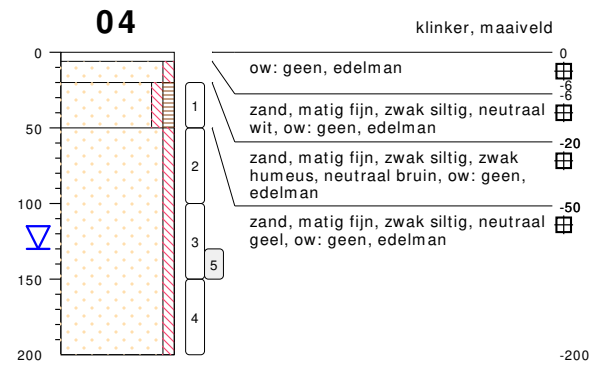 04
klinker, maaiveld
0
0
ow: geen, edelman
-6
-6
zand, matig fijn, zwak siltig, neutraal
wit, ow: geen, edelman
1
50
-20
zand, matig fijn, zwak siltig, zwak
humeus, neutraal bruin, ow: geen,
edelman
2
100
-50
zand, matig fijn, zwak siltig, neutraal
geel, ow: geen, edelman
3
5
150
4
200
-200